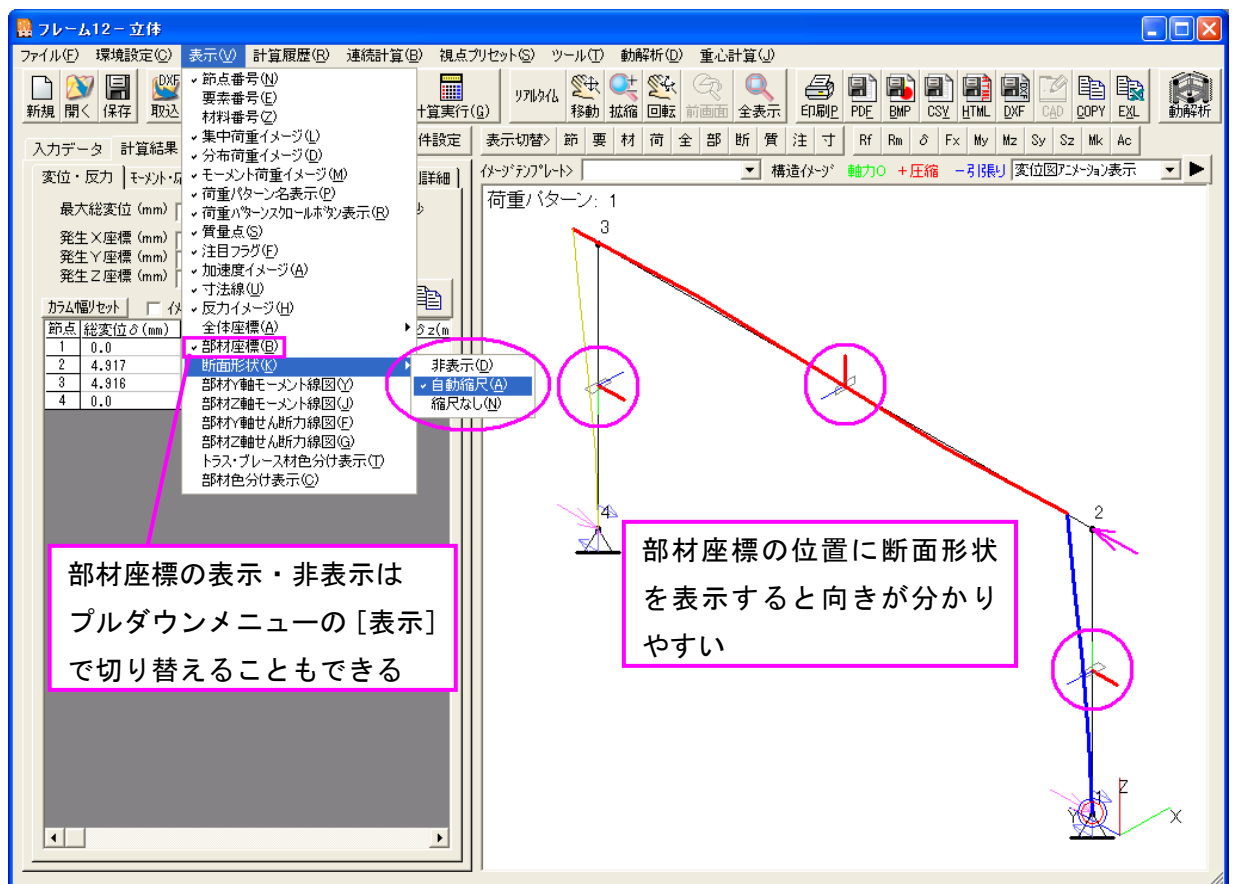 フレーム12－立体
ファイル(F) 環境設定(C) 表示(V) 計算履歴(R) 連続計算(B) 視点プリセット(S) ツール(T) 動解析(D) 重心計算(J)
新規 開く 保存 取込 計算実行(G) リアルタイム 移動 拡縮 回転 前画面 全表示 印刷P PDF BMP CSV HTML DXF CAD COPY EXL 動解析
入力データ 計算結果 件設定 表示切替> 節 要 材 荷 全 部 断 質 注 寸 Rf Rm δ Fx My Mz Sy Sz Mk Ac
変位・反力 ﾓｰﾒﾝﾄ・ 詳細
ｲﾒｰｼﾞﾃﾝﾌﾟﾚｰﾄ> 構造ｲﾒｰｼﾞ 軸力0 +圧縮 －引張り 変位図ｱﾆﾒｰｼｮﾝ表示
節点番号(N)
要素番号(E)
材料番号(Z)
集中荷重イメージ(L)
分布荷重イメージ(D)
モーメント荷重イメージ(M)
荷重パターン名表示(P)
荷重ﾊﾟﾀｰﾝｽｸﾛｰﾙﾎﾞﾀﾝ表示(R)
質量点(S)
注目フラグ(F)
加速度イメージ(A)
寸法線(U)
反力イメージ(H)
全体座標(A)
部材座標(B)
断面形状(K)
部材Y軸モーメント線図(Y)
部材Z軸モーメント線図(J)
部材Y軸せん断力線図(F)
部材Z軸せん断力線図(G)
トラス・ブレース材色分け表示(T)
部材色分け表示(C)
非表示(D)
自動縮尺(A)
縮尺なし(N)
最大総変位 (mm)
発生X座標 (mm)
発生Y座標 (mm)
発生Z座標 (mm)
ｶﾗﾑ幅ﾘｾｯﾄ
節点 総変位δ(mm) δz(m
1 0.0
2 4.917
3 4.916
4 0.0
荷重パターン: 1
3
4
2
1
Z
Y
X
部材座標の表示・非表示は
プルダウンメニューの［表示］
で切り替えることもできる
部材座標の位置に断面形状
を表示すると向きが分かり
やすい